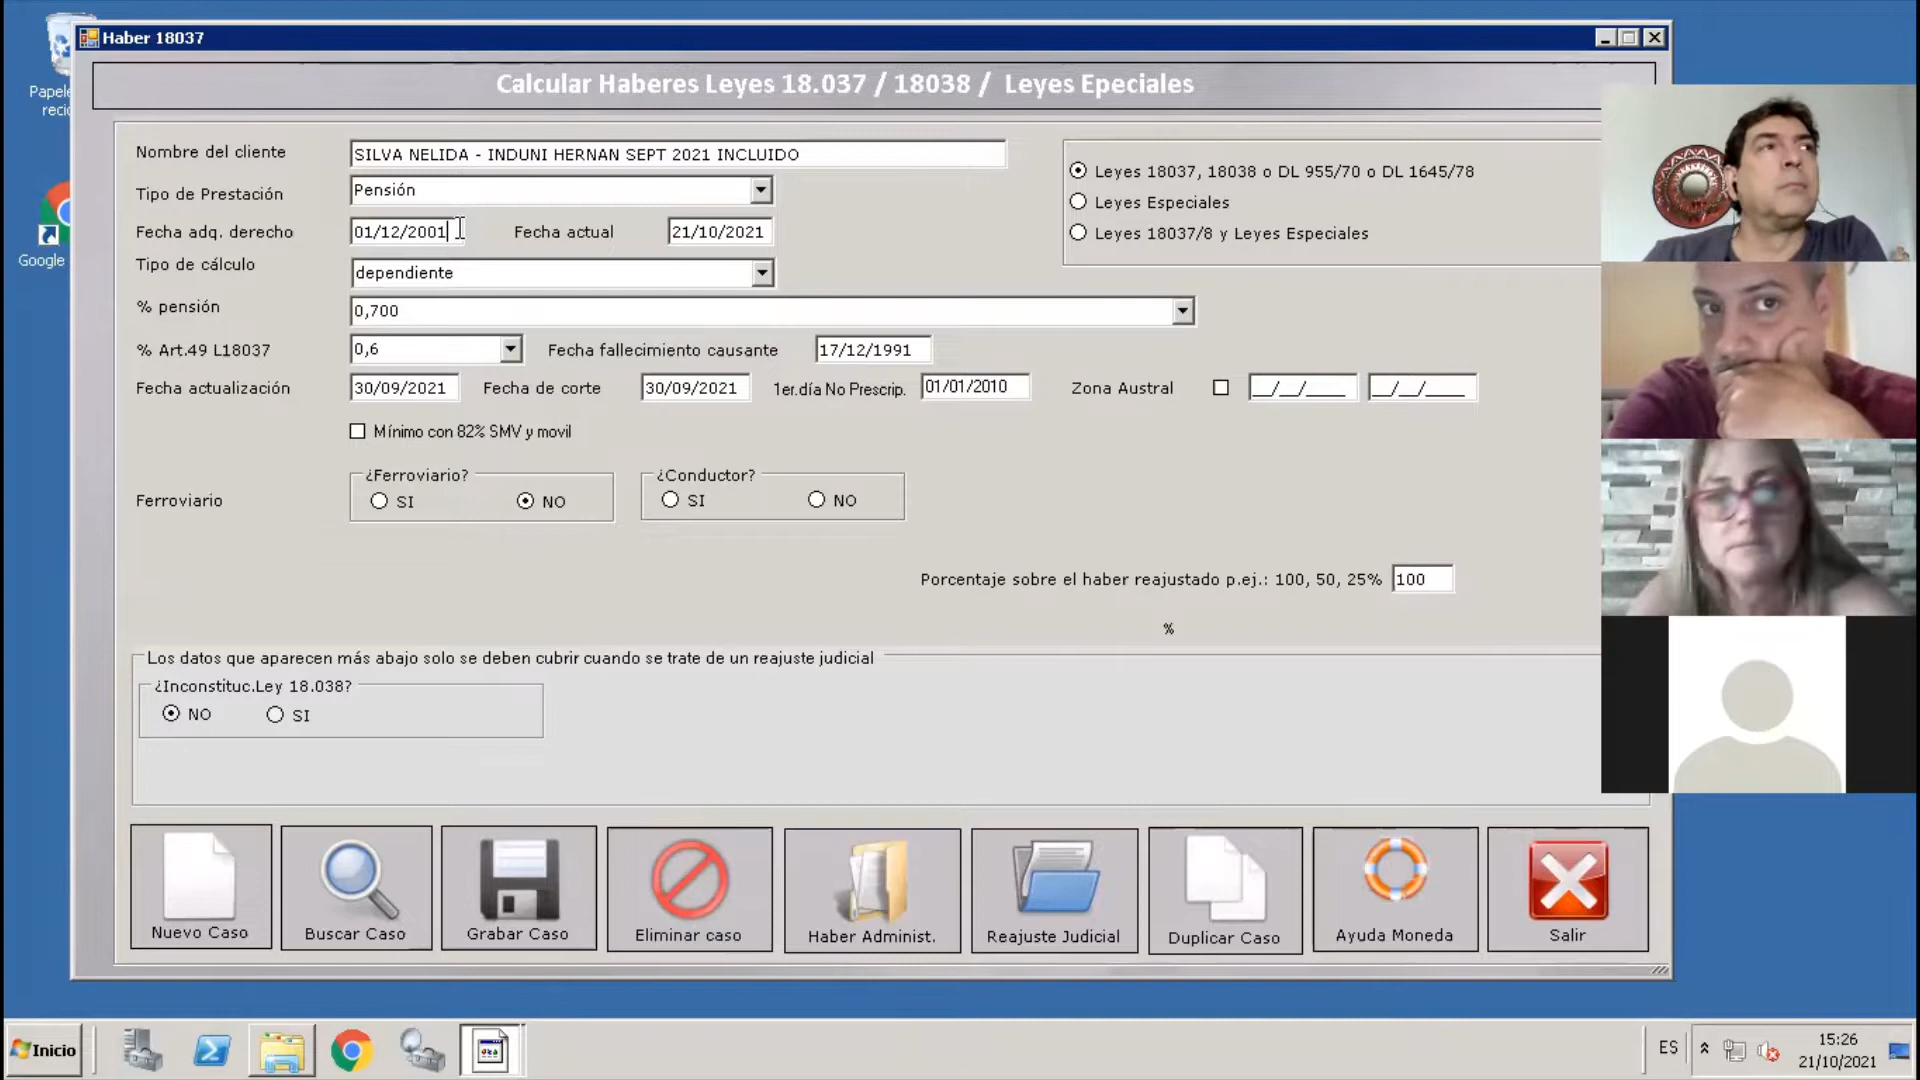 Haber 18037
Calcular Haberes Leyes 18.037 / 18038 / Leyes Epeciales
Papele
recic
Google
Nombre del cliente
SILVA NELIDA - INDUNI HERNAN SEPT 2021 INCLUIDO
Tipo de Prestación
Pensión
Fecha adq. derecho
01/12/2001
Fecha actual
21/10/2021
Tipo de cálculo
dependiente
% pensión
0,700
% Art.49 L18037
0,6
Fecha fallecimiento causante
17/12/1991
Fecha actualización
30/09/2021
Fecha de corte
30/09/2021
1er.día No Prescrip.
01/01/2010
Zona Austral
__/__/____
__/__/____
Leyes 18037, 18038 o DL 955/70 o DL 1645/78
Leyes Especiales
Leyes 18037/8 y Leyes Especiales
Mínimo con 82% SMV y movil
Ferroviario
¿Ferroviario?
SI
NO
¿Conductor?
SI
NO
Porcentaje sobre el haber reajustado p.ej.: 100, 50, 25%
100
%
Los datos que aparecen más abajo solo se deben cubrir cuando se trate de un reajuste judicial
¿Inconstituc.Ley 18.038?
NO
SI
Nuevo Caso
Buscar Caso
Grabar Caso
Eliminar caso
Haber Administ.
Reajuste Judicial
Duplicar Caso
Ayuda Moneda
Salir
Inicio
ES
15:26
21/10/2021